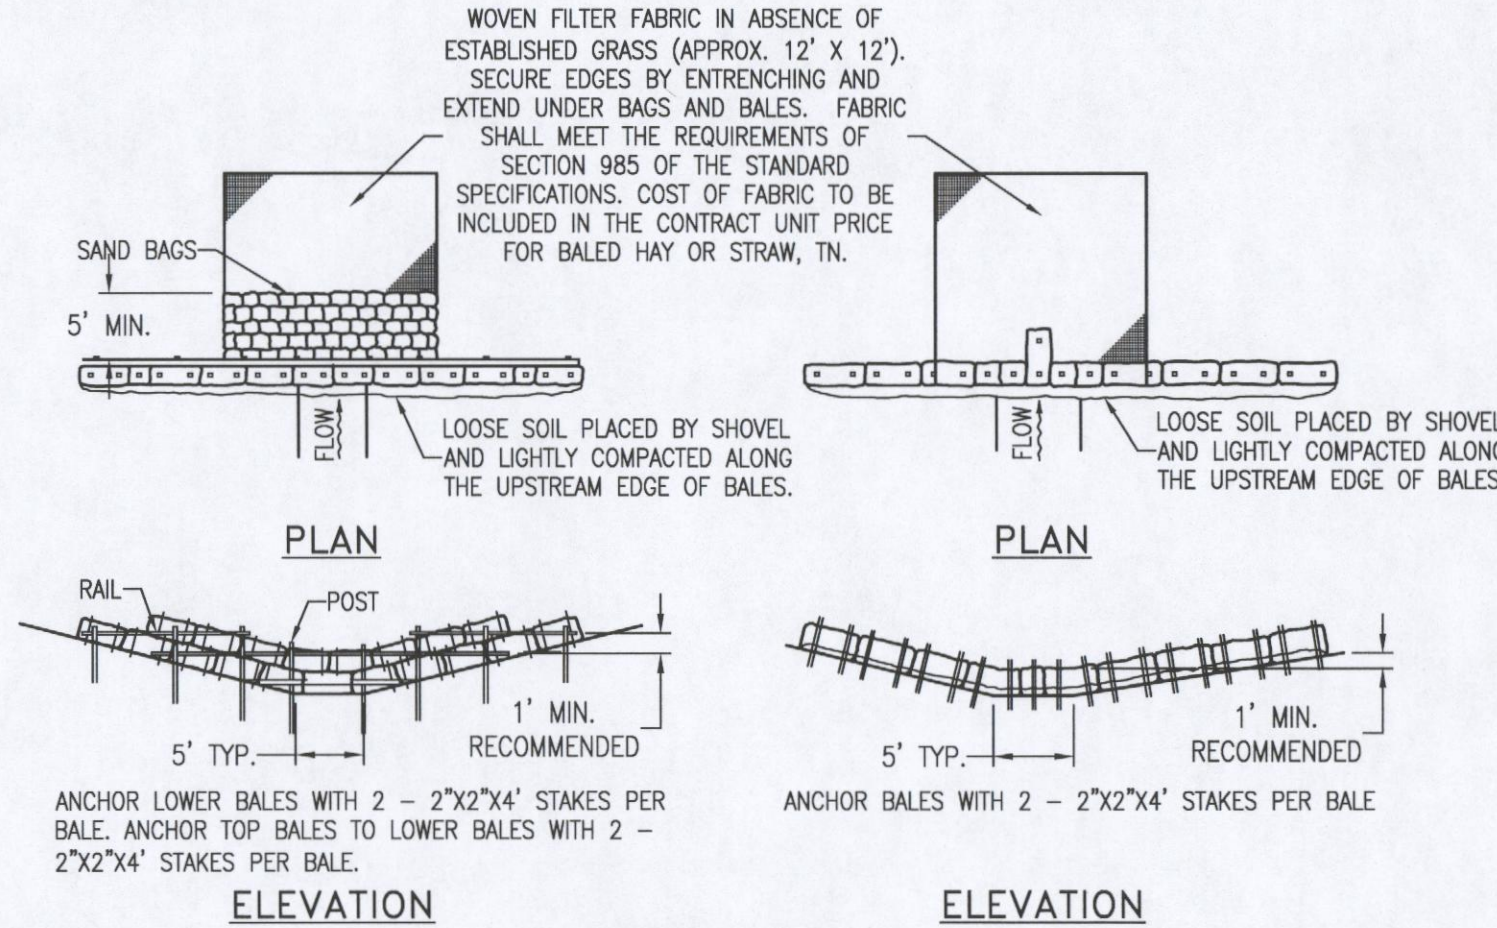 WOVEN FILTER FABRIC IN ABSENCE OF
ESTABLISHED GRASS (APPROX. 12' X 12').
SECURE EDGES BY ENTRENCHING AND
EXTEND UNDER BAGS AND BALES. FABRIC
SHALL MEET THE REQUIREMENTS OF
SECTION 985 OF THE STANDARD
SPECIFICATIONS. COST OF FABRIC TO BE
INCLUDED IN THE CONTRACT UNIT PRICE
FOR BALED HAY OR STRAW, TN.
SAND BAGS
5' MIN.
FLOW
LOOSE SOIL PLACED BY SHOVEL
AND LIGHTLY COMPACTED ALONG
THE UPSTREAM EDGE OF BALES.
PLAN
FLOW
LOOSE SOIL PLACED BY SHOVEL
AND LIGHTLY COMPACTED ALONG
THE UPSTREAM EDGE OF BALES
PLAN
RAIL
POST
1' MIN.
RECOMMENDED
5' TYP.
ANCHOR LOWER BALES WITH 2 - 2"X2"X4' STAKES PER
BALE. ANCHOR TOP BALES TO LOWER BALES WITH 2 -
2"X2"X4' STAKES PER BALE.
ELEVATION
1' MIN.
RECOMMENDED
5' TYP.
ANCHOR BALES WITH 2 - 2"X2"X4' STAKES PER BALE
ELEVATION